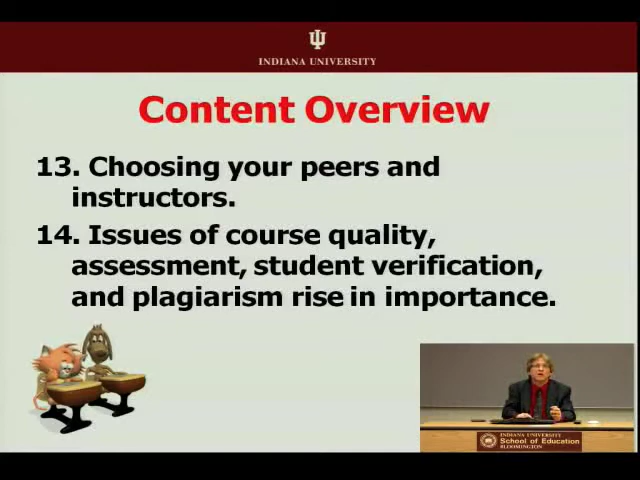 INDIANA UNIVERSITY
Content Overview
13. Choosing your peers and
instructors.
14. Issues of course quality,
assessment, student verification,
and plagiarism rise in importance.
INDIANA UNIVERSITY
School of Education
BLOOMINGTON